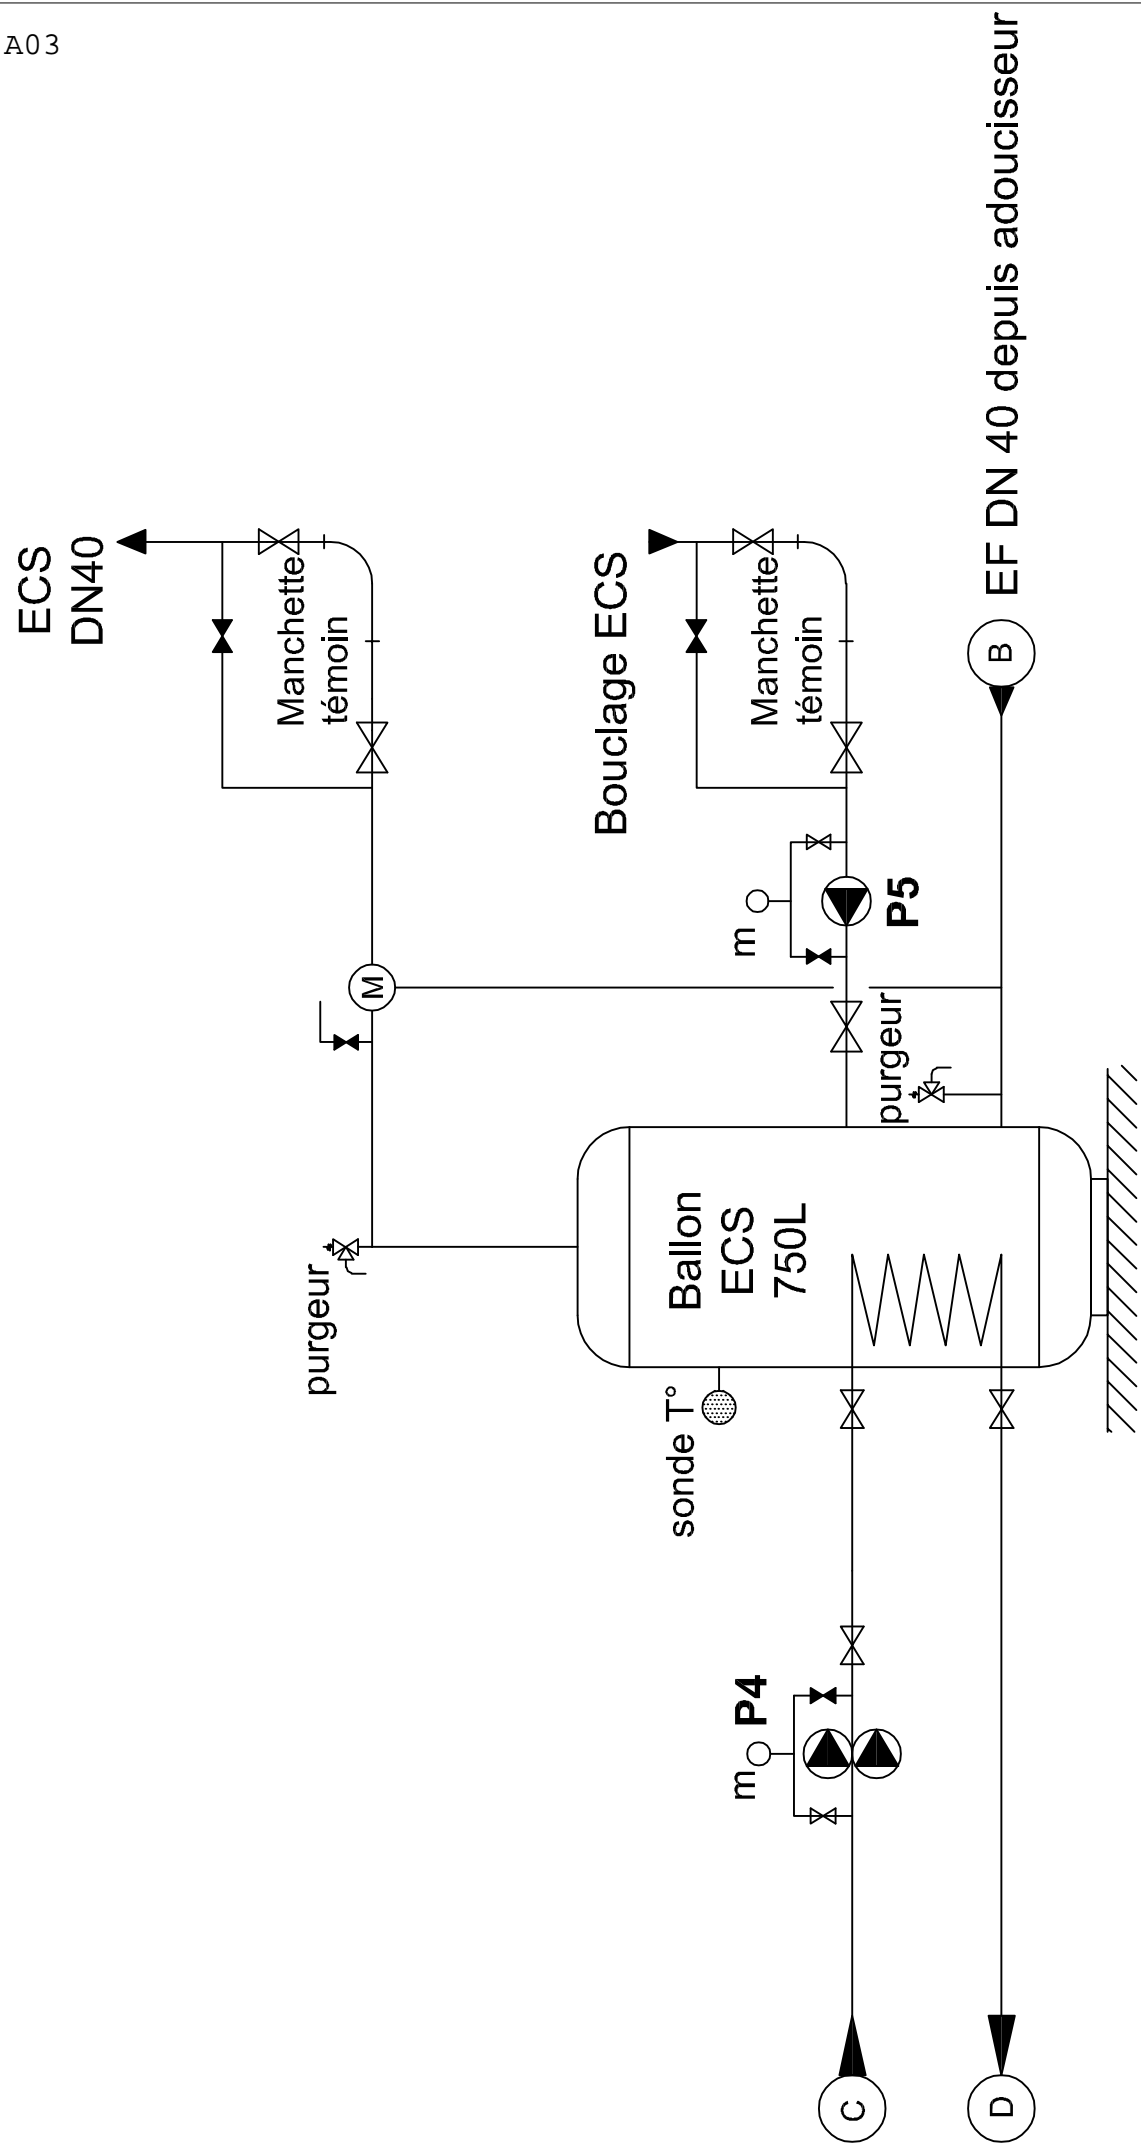 A03
ECS
DN40
Manchette
témoin
Bouclage ECS
Manchette
témoin
EF DN 40 depuis adoucisseur
B
m
P5
M
purgeur
purgeur
Ballon
ECS
750L
sonde T°
P4
m
C
D